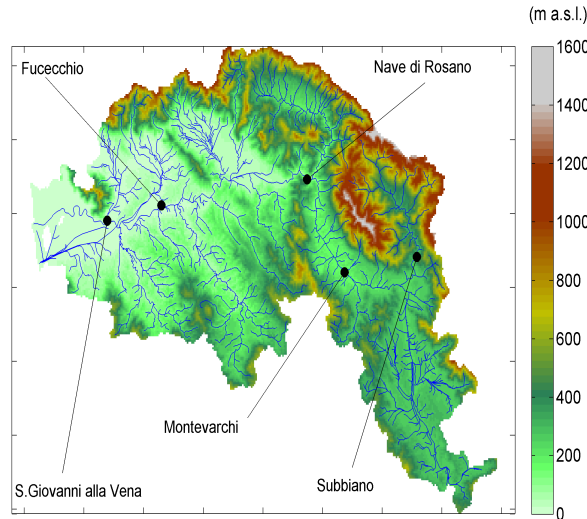 (m a.s.l.)
1600
Fucecchio
Nave di Rosano
1400
1200
1000
800
600
400
Montevarchi
200
S.Giovanni alla Vena
Subbiano
0